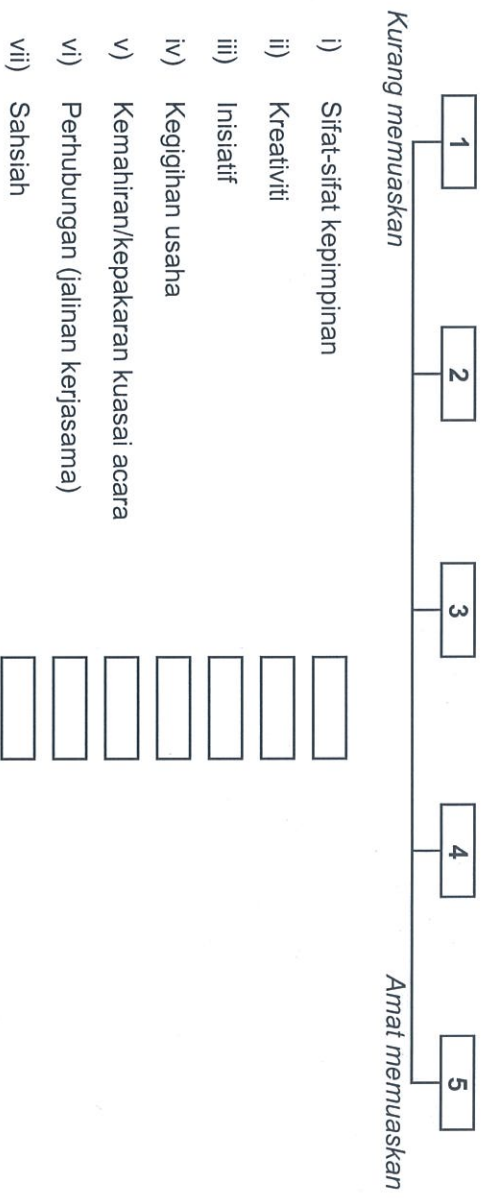 1 2 3 4 5
Kurang memuaskan Amat memuaskan
i) Sifat-sifat kepimpinan
ii) Kreativiti
iii) Inisiatif
iv) Kegigihan usaha
v) Kemahiran/kepakaran kuasai acara
vi) Perhubungan (jalinan kerjasama)
vii) Sahsiah